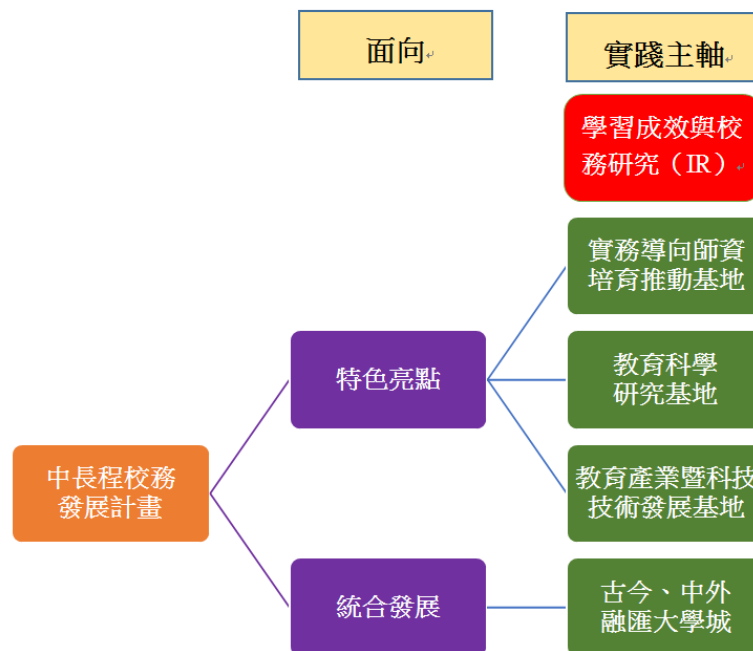 面向
實踐主軸
學習成效與校
務研究（IR）
實務導向師資
培育推動基地
特色亮點
教育科學
研究基地
中長程校務
發展計畫
教育產業暨科技
技術發展基地
統合發展
古今、中外
融匯大學城